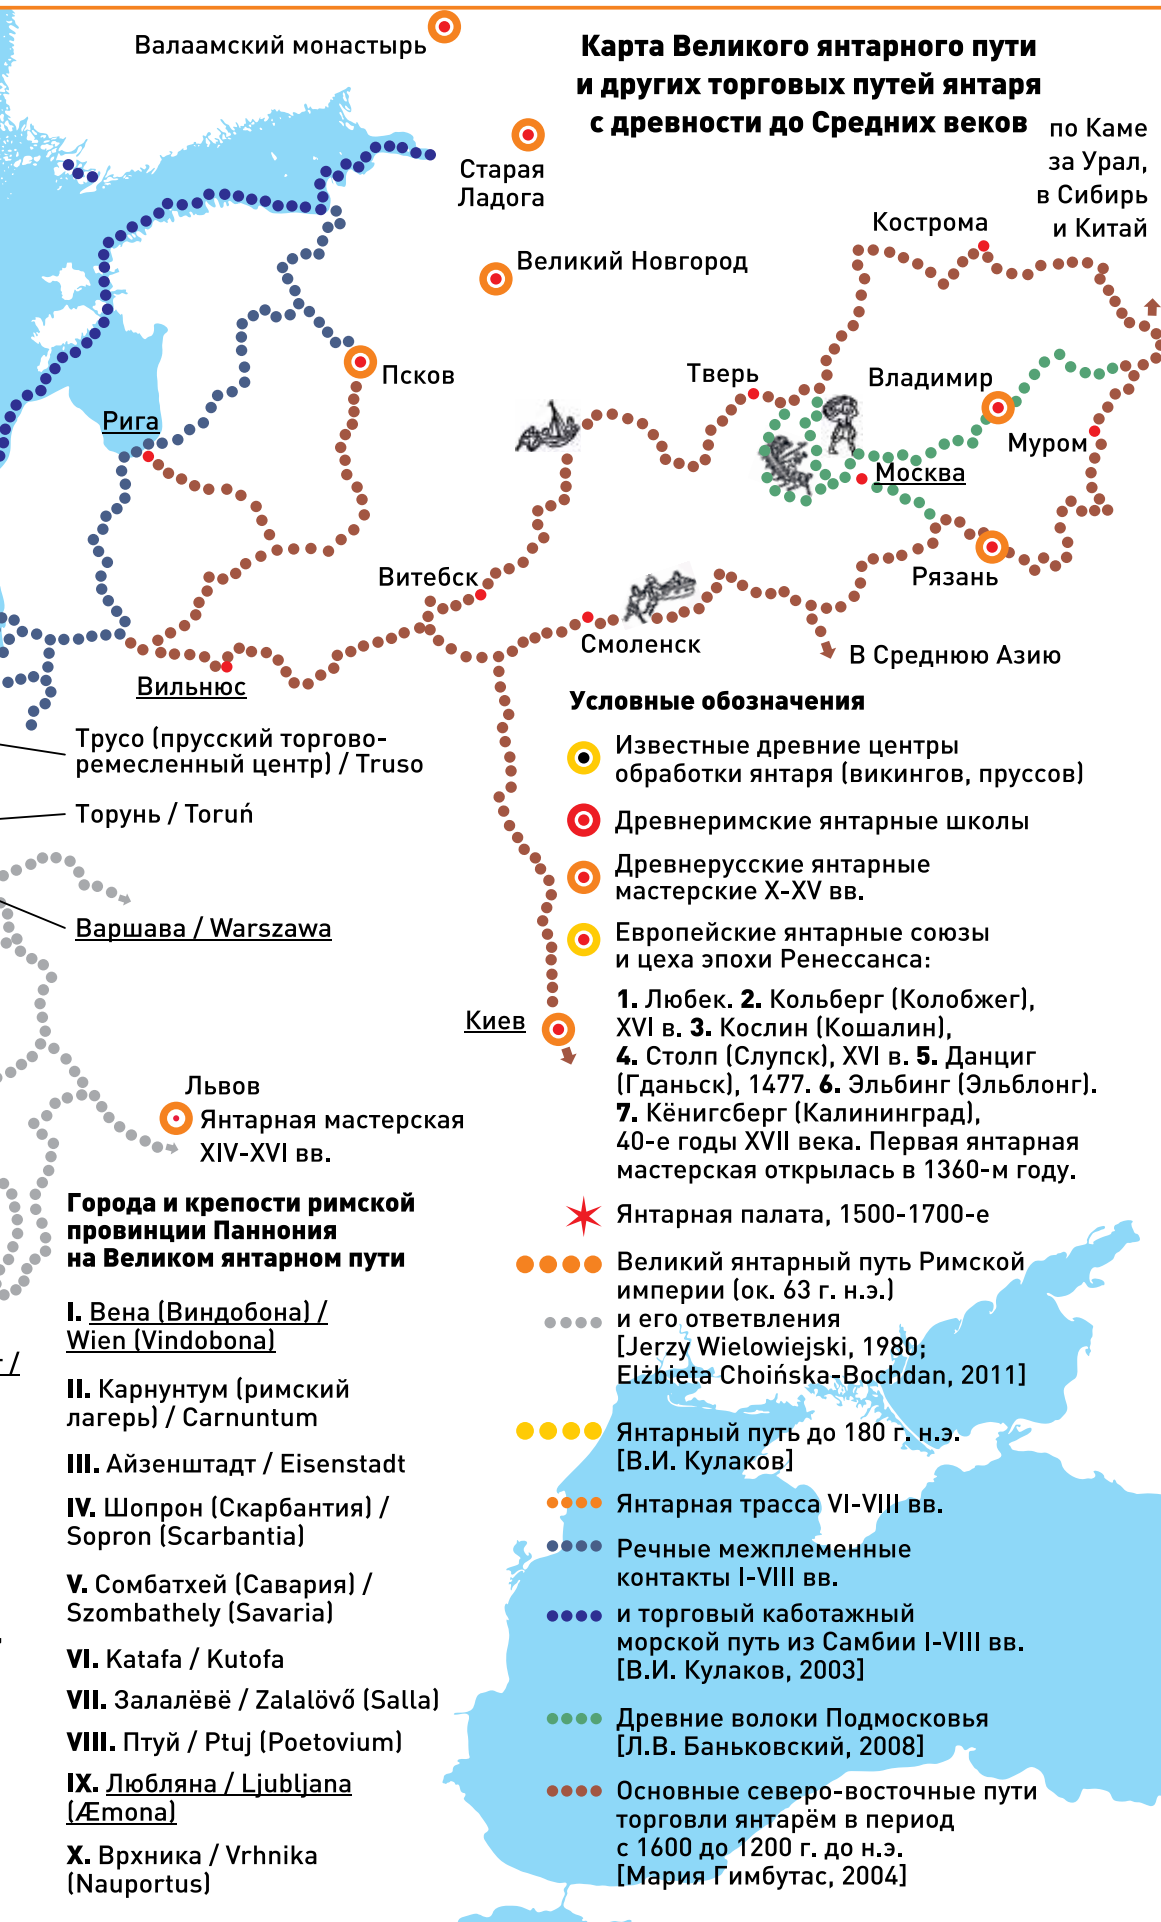 Валаамский монастырь
Карта Великого янтарного пути
и других торговых путей янтаря
с древности до Средних веков
по Каме
за Урал,
в Сибирь
и Китай
Старая
Ладога
Кострома
Великий Новгород
Псков
Тверь
Владимир
Рига
Муром
Москва
Витебск
Рязань
Смоленск
В Среднюю Азию
Вильнюс
Трусо (прусский торгово-
ремесленный центр) / Truso
Торунь / Toruń
Варшава / Warszawa
Киев
Львов
Янтарная мастерская
XIV-XVI вв.
Города и крепости римской
провинции Паннония
на Великом янтарном пути
I. Вена (Виндобона) /
Wien (Vindobona)
II. Карнунтум (римский
лагерь) / Carnuntum
III. Айзенштадт / Eisenstadt
IV. Шопрон (Скарбантия) /
Sopron (Scarbantia)
V. Сомбатхей (Савария) /
Szombathely (Savaria)
VI. Katafa / Kutofa
VII. Залалёвё / Zalalövő (Salla)
VIII. Птуй / Ptuj (Poetovium)
IX. Любляна / Ljubljana
(Æmona)
X. Врхника / Vrhnika
(Nauportus)
Условные обозначения
Известные древние центры
обработки янтаря (викингов, пруссов)
Древнеримские янтарные школы
Древнерусские янтарные
мастерские X-XV вв.
Европейские янтарные союзы
и цеха эпохи Ренессанса:
1. Любек. 2. Кольберг (Колобжег),
XVI в. 3. Кослин (Кошалин),
4. Столп (Слупск), XVI в. 5. Данциг
(Гданьск), 1477. 6. Эльбинг (Эльблонг).
7. Кёнигсберг (Калининград),
40-е годы XVII века. Первая янтарная
мастерская открылась в 1360-м году.
Янтарная палата, 1500-1700-е
Великий янтарный путь Римской
империи (ок. 63 г. н.э.)
и его ответвления
[Jerzy Wielowiejski, 1980;
Elżbieta Choińska-Bochdan, 2011]
Янтарный путь до 180 г. н.э.
[В.И. Кулаков]
Янтарная трасса VI-VIII вв.
Речные межплеменные
контакты I-VIII вв.
и торговый каботажный
морской путь из Самбии I-VIII вв.
[В.И. Кулаков, 2003]
Древние волоки Подмосковья
[Л.В. Баньковский, 2008]
Основные северо-восточные пути
торговли янтарём в период
с 1600 до 1200 г. до н.э.
[Мария Гимбутас, 2004]